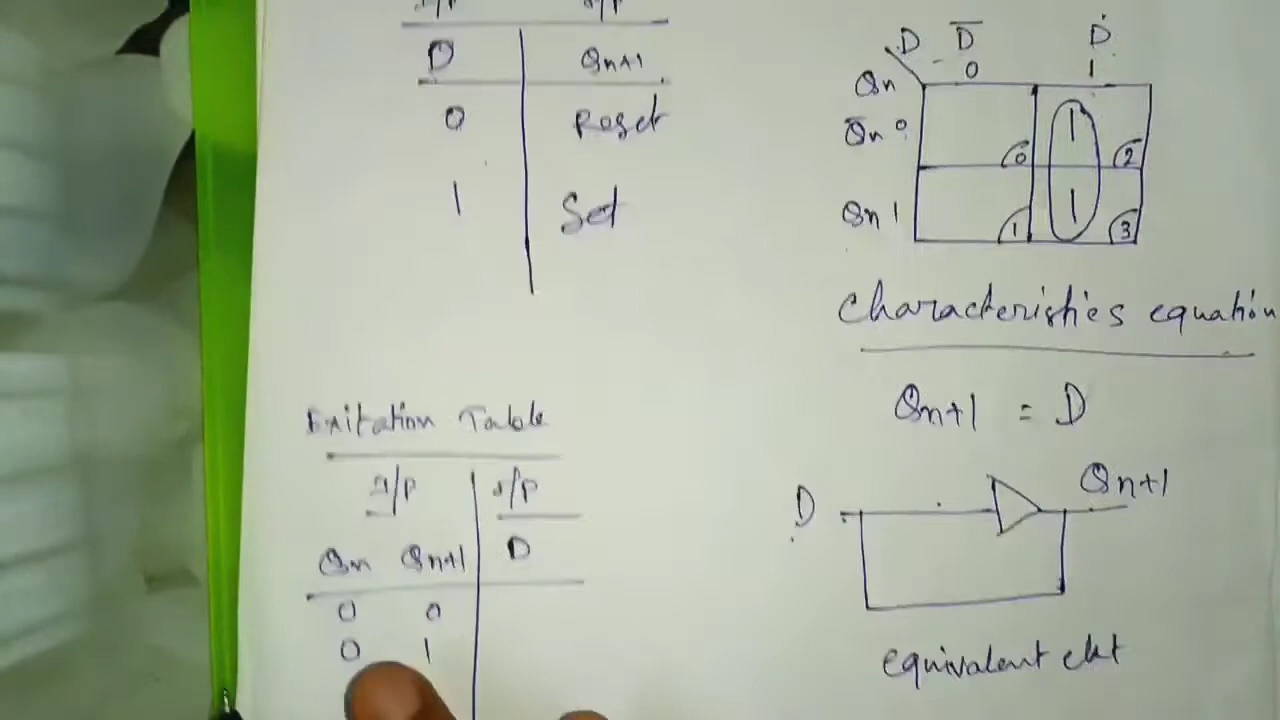 D Qn+1
0 Reset
1 Set
Exitation Table
I/P O/P
Qn Qn+1 D
0 0
0 1
D D̅ D
0 1
Qn
Q̅n 0 1
0 2
Qn 1 1
1 3
Characteristics equation
Qn+1 = D
D Qn+1
equivalent ckt